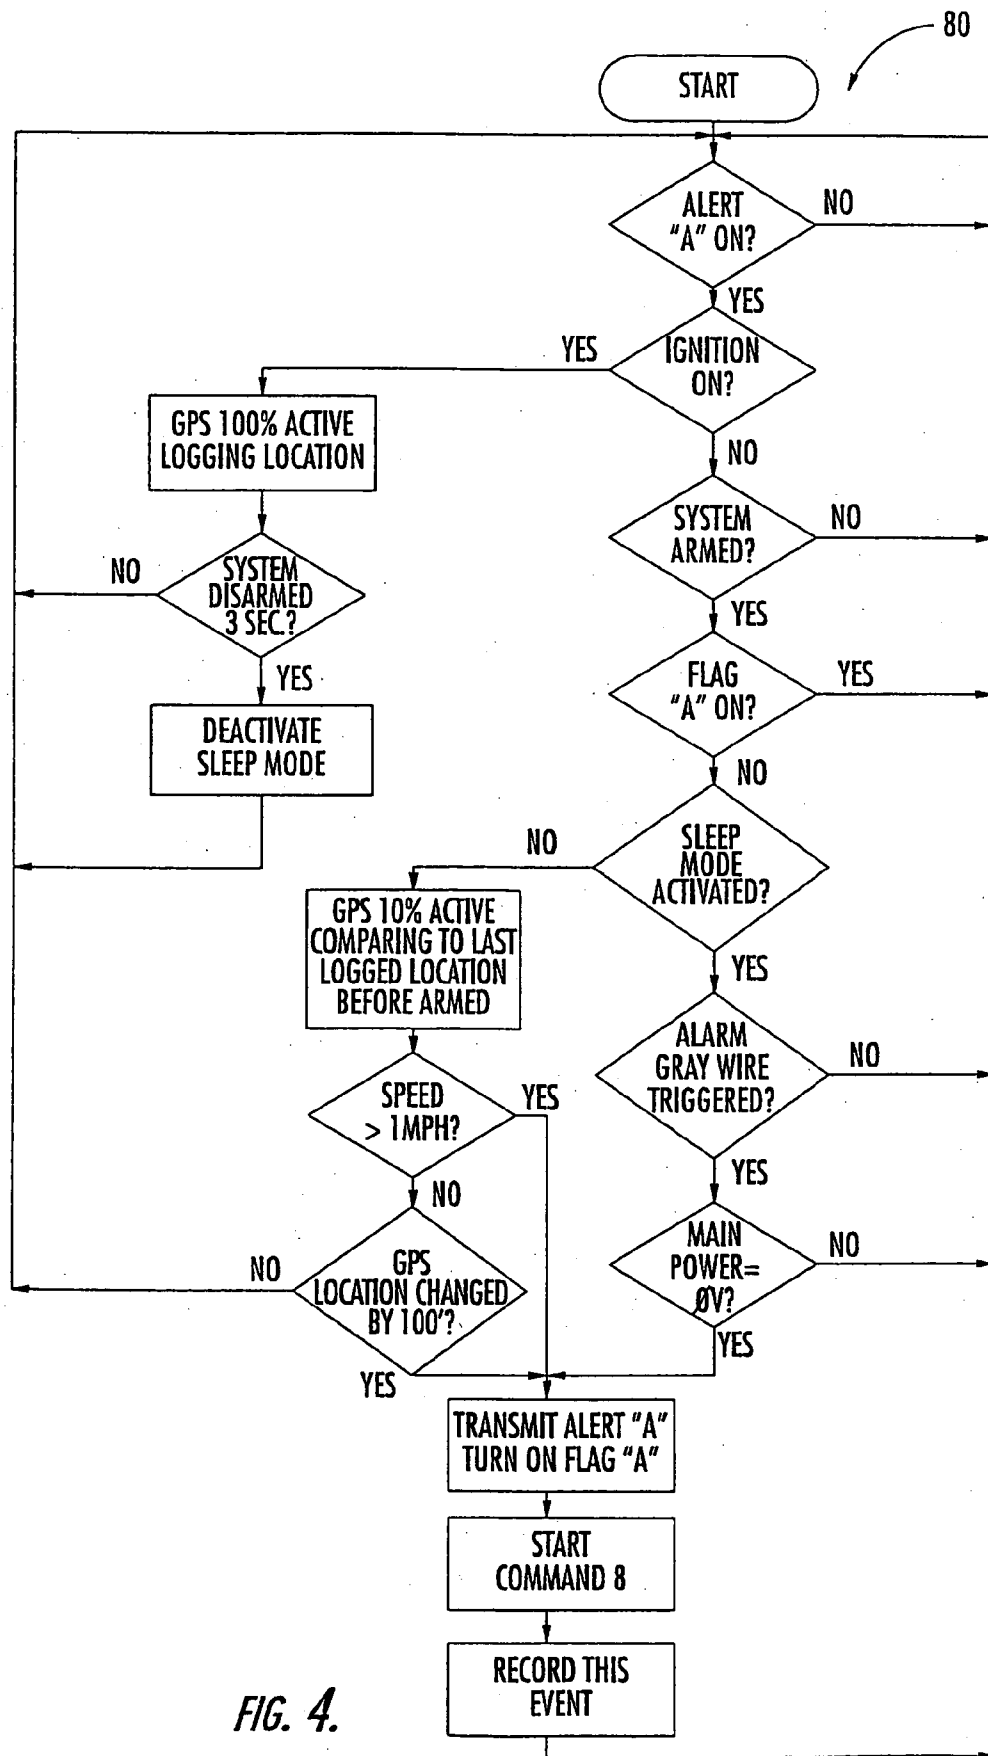 80
START
ALERT
"A" ON?
NO
YES
IGNITION
ON?
YES
NO
GPS 100% ACTIVE
LOGGING LOCATION
SYSTEM
ARMED?
NO
YES
SYSTEM
DISARMED
3 SEC.?
NO
YES
FLAG
"A" ON?
YES
NO
DEACTIVATE
SLEEP MODE
SLEEP
MODE
ACTIVATED?
NO
YES
GPS 10% ACTIVE
COMPARING TO LAST
LOGGED LOCATION
BEFORE ARMED
ALARM
GRAY WIRE
TRIGGERED?
NO
YES
SPEED
> 1MPH?
YES
NO
MAIN
POWER=
0V?
NO
YES
GPS
LOCATION CHANGED
BY 100'?
NO
YES
TRANSMIT ALERT "A"
TURN ON FLAG "A"
START
COMMAND 8
RECORD THIS
EVENT
FIG. 4.